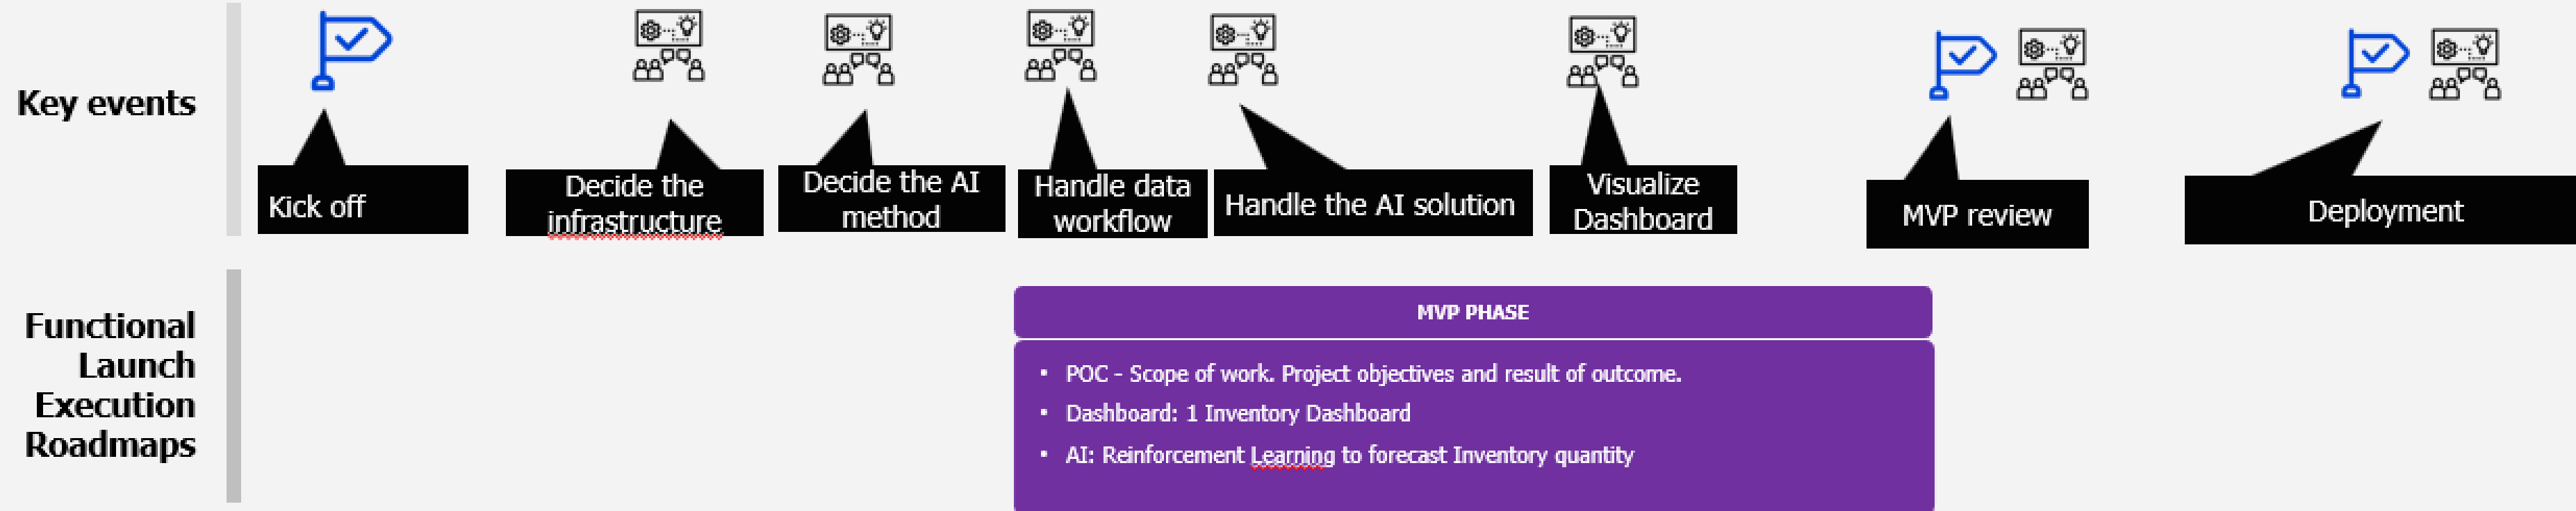 Key events
Kick off
Decide the
infrastructure
Decide the AI
method
Handle data
workflow
Handle the AI solution
Visualize
Dashboard
MVP review
Deployment
Functional
Launch
Execution
Roadmaps
MVP PHASE
• POC - Scope of work. Project objectives and result of outcome.
• Dashboard: 1 Inventory Dashboard
• AI: Reinforcement Learning to forecast Inventory quantity